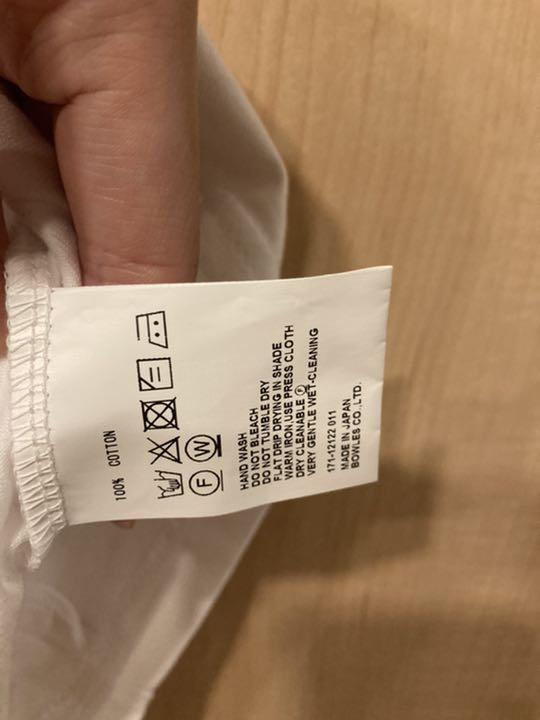 100% COTTON
F W
HAND WASH
DO NOT BLEACH
DO NOT TUMBLE DRY
FLAT DRIP DRYING IN SHADE
WARM IRON,USE PRESS CLOTH
DRY CLEANABLE Ⓕ
VERY GENTLE WET-CLEANING
171-12122 011
MADE IN JAPAN
BOWLES CO.,LTD.